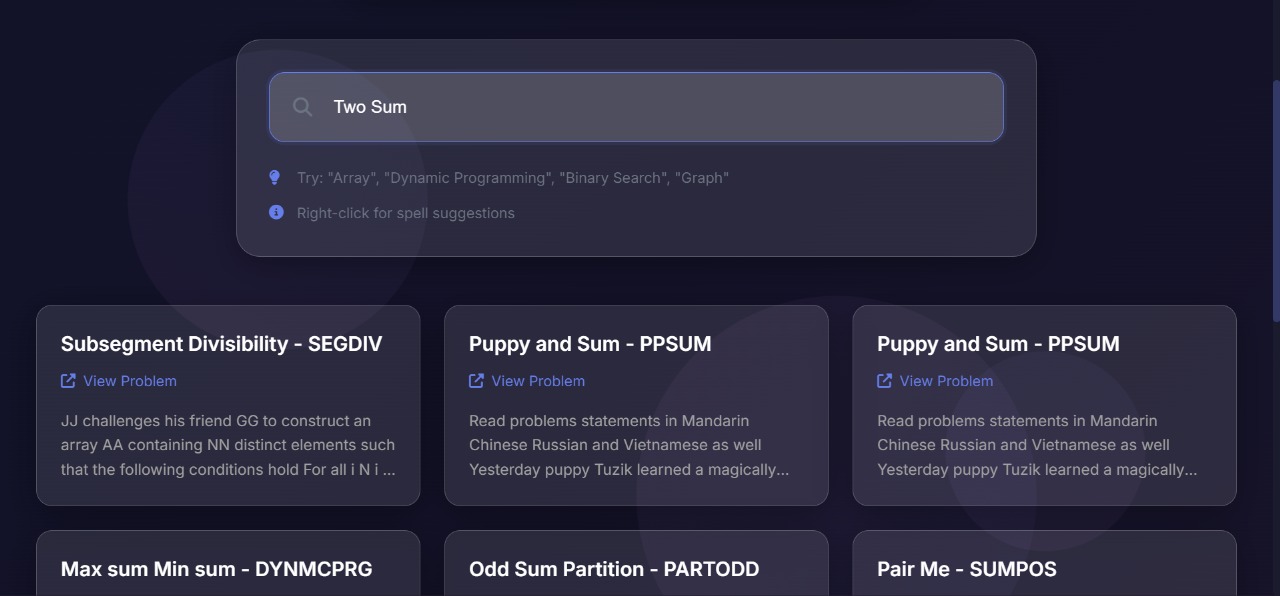 Two Sum
Try: "Array", "Dynamic Programming", "Binary Search", "Graph"
Right-click for spell suggestions
Subsegment Divisibility - SEGDIV
View Problem
JJ challenges his friend GG to construct an
array AA containing NN distinct elements such
that the following conditions hold For all i N i ...
Puppy and Sum - PPSUM
View Problem
Read problems statements in Mandarin
Chinese Russian and Vietnamese as well
Yesterday puppy Tuzik learned a magically...
Puppy and Sum - PPSUM
View Problem
Read problems statements in Mandarin
Chinese Russian and Vietnamese as well
Yesterday puppy Tuzik learned a magically...
Max sum Min sum - DYNMCPRG
Odd Sum Partition - PARTODD
Pair Me - SUMPOS